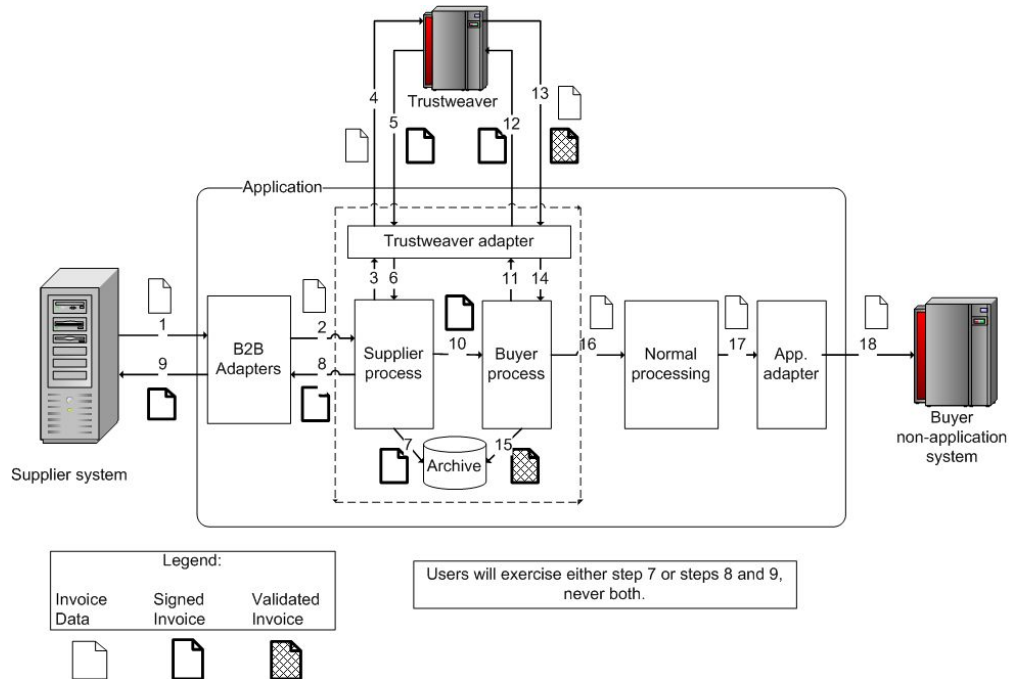 Trustweaver
4
5
12
13
Application
Trustweaver adapter
3
6
11
14
1
2
10
16
17
18
9
8
B2B
Adapters
Supplier
process
Buyer
process
Normal
processing
App.
adapter
7
15
Archive
Supplier system
Buyer
non-application
system
Legend:
Invoice
Data
Signed
Invoice
Validated
Invoice
Users will exercise either step 7 or steps 8 and 9,
never both.